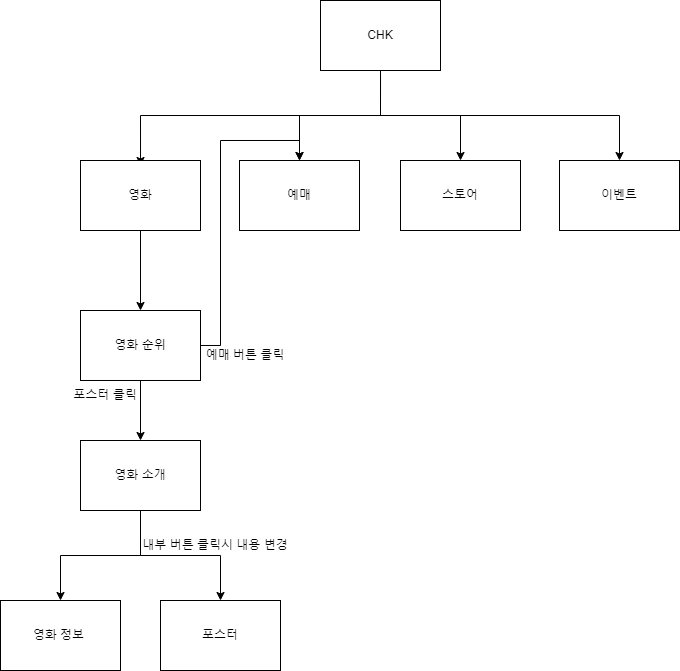 CHK
영화
예매
스토어
이벤트
영화 순위
예매 버튼 클릭
포스터 클릭
영화 소개
내부 버튼 클릭시 내용 변경
영화 정보
포스터